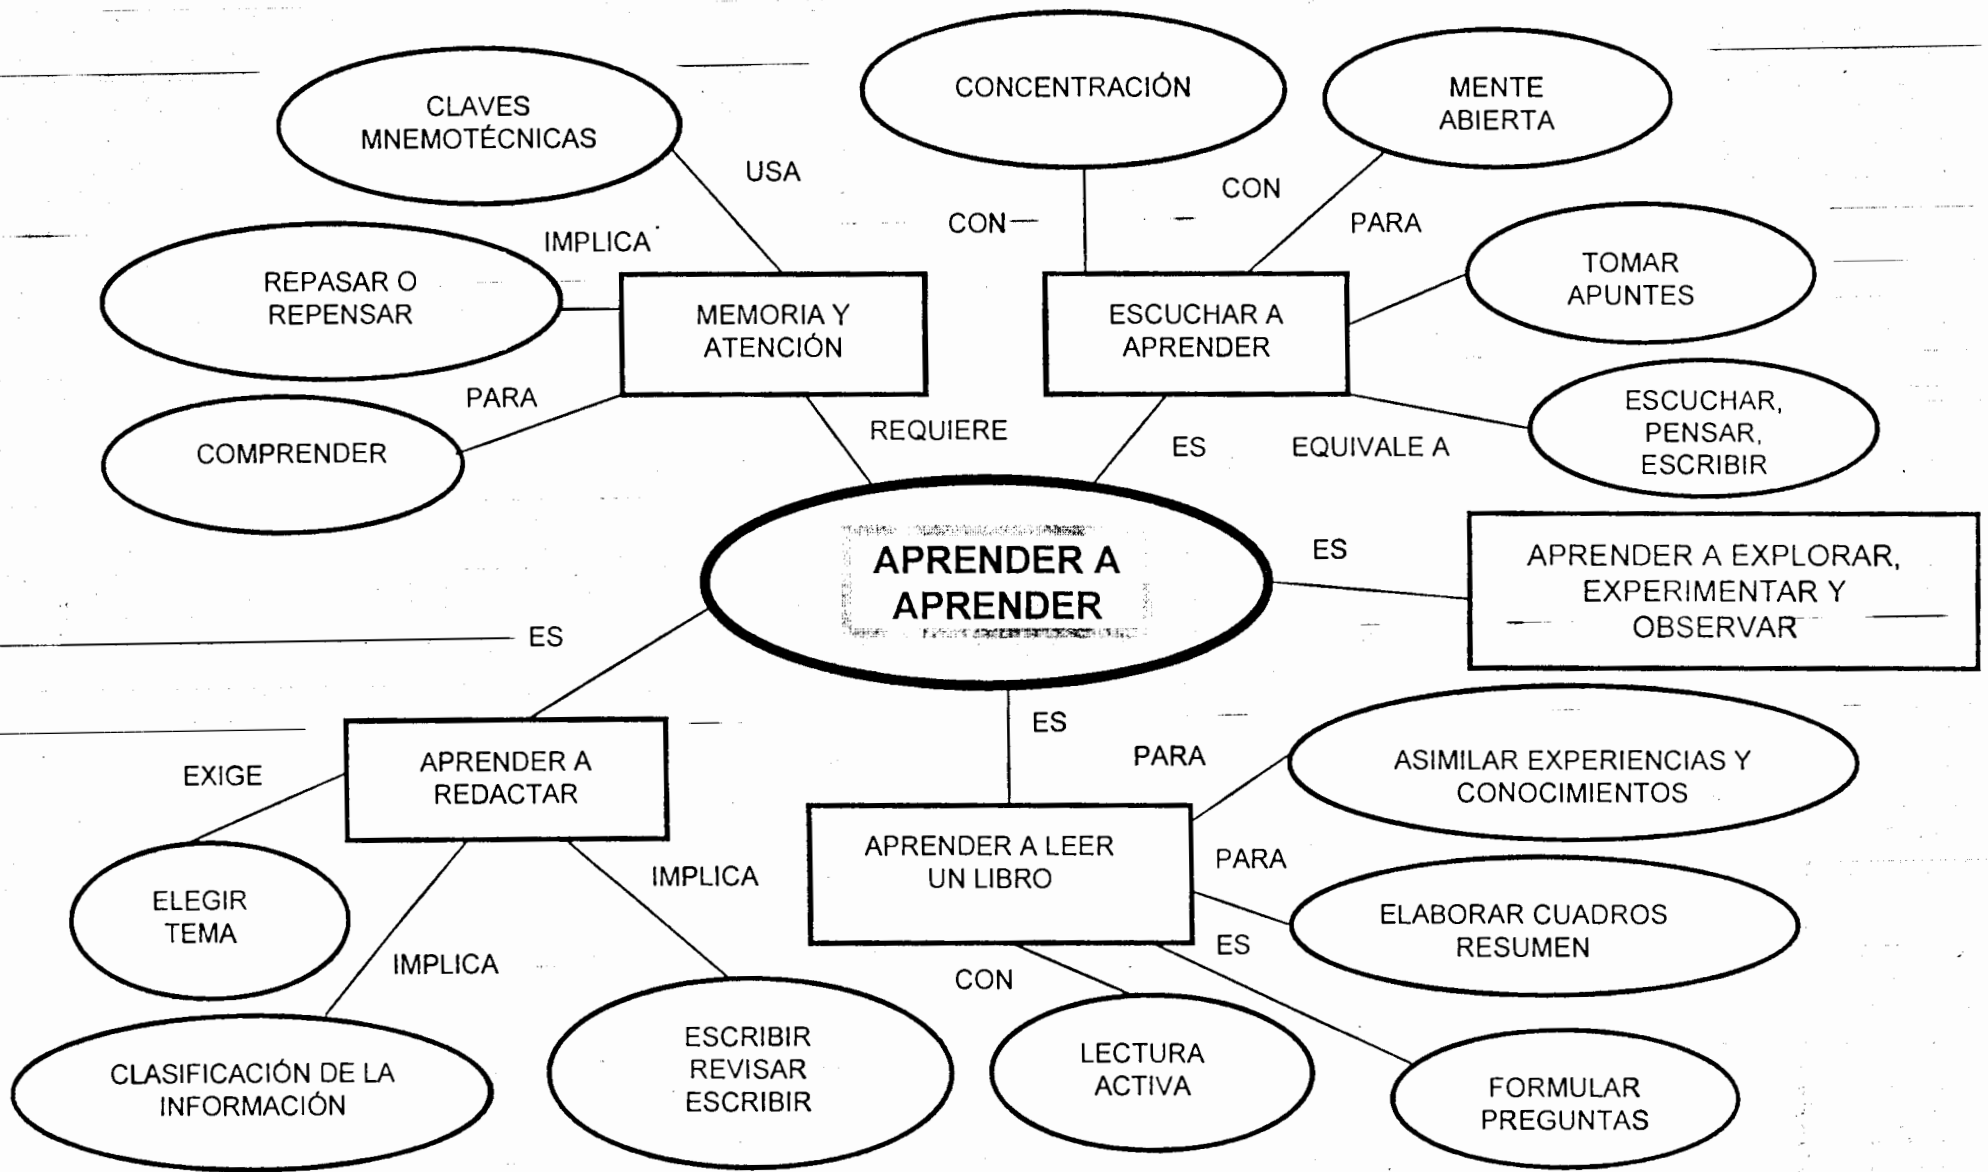 CONCENTRACIÓN
MENTE
ABIERTA
CLAVES
MNEMOTÉCNICAS
USA
CON
CON
PARA
IMPLICA
REPASAR O
REPENSAR
MEMORIA Y
ATENCIÓN
ESCUCHAR A
APRENDER
TOMAR
APUNTES
PARA
COMPRENDER
REQUIERE
ES
EQUIVALE A
ESCUCHAR,
PENSAR,
ESCRIBIR
APRENDER A
APRENDER
ES
APRENDER A EXPLORAR,
EXPERIMENTAR Y
OBSERVAR
ES
ES
EXIGE
APRENDER A
REDACTAR
PARA
ASIMILAR EXPERIENCIAS Y
CONOCIMIENTOS
APRENDER A LEER
UN LIBRO
PARA
ELABORAR CUADROS
RESUMEN
IMPLICA
ELEGIR
TEMA
IMPLICA
CON
ES
CLASIFICACIÓN DE LA
INFORMACIÓN
ESCRIBIR
REVISAR
ESCRIBIR
LECTURA
ACTIVA
FORMULAR
PREGUNTAS